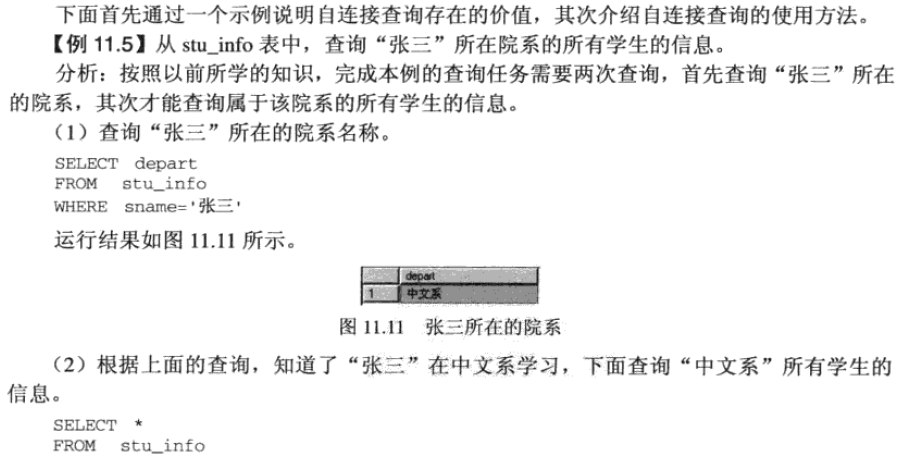 下面首先通过一个示例说明自连接查询存在的价值，其次介绍自连接查询的使用方法。
【例 11.5】从 stu_info 表中，查询“张三”所在院系的所有学生的信息。
分析：按照以前所学的知识，完成本例的查询任务需要两次查询，首先查询“张三”所在
的院系，其次才能查询属于该院系的所有学生的信息。
（1）查询“张三”所在的院系名称。
SELECT depart
FROM stu_info
WHERE sname='张三'
运行结果如图 11.11 所示。
depart
1 中文系
图 11.11 张三所在的院系
（2）根据上面的查询，知道了“张三”在中文系学习，下面查询“中文系”所有学生的
信息。
SELECT *
FROM stu_info